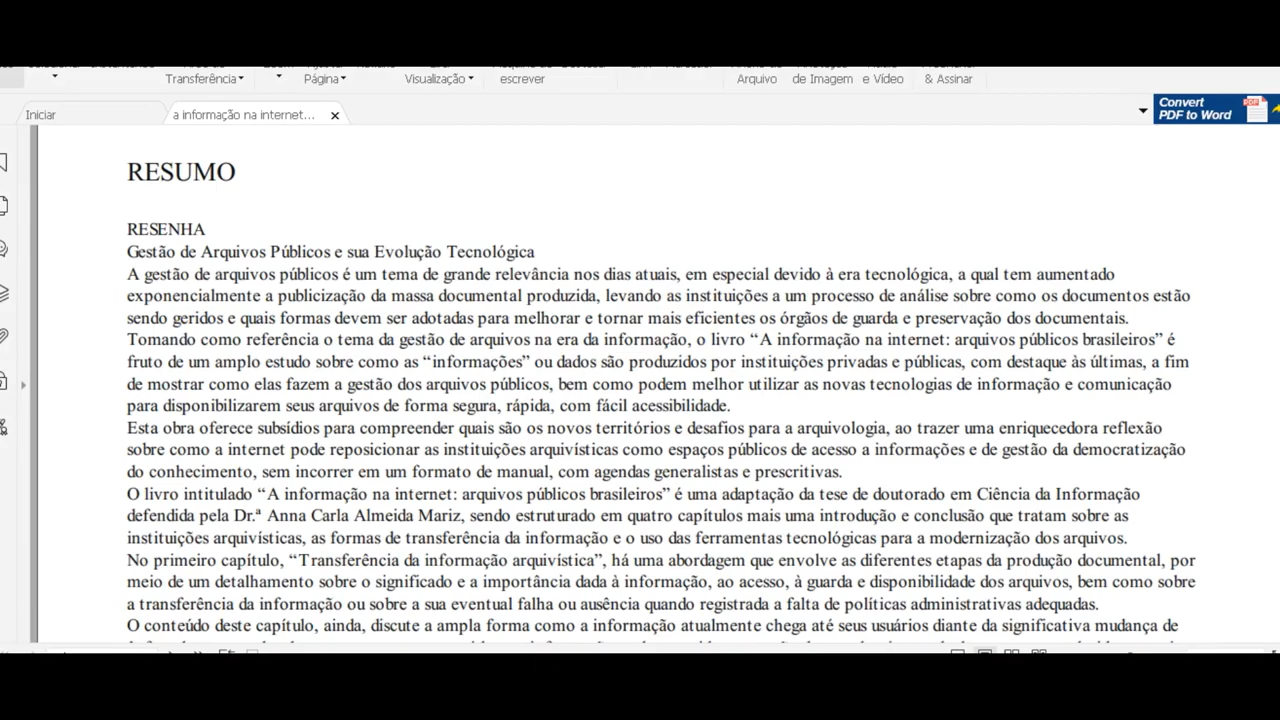 Transferência
Página
Visualização
escrever
Arquivo
de Imagem
e Vídeo
& Assinar
Iniciar
a informação na internet...
Convert
PDF to Word
RESUMO
RESENHA
Gestão de Arquivos Públicos e sua Evolução Tecnológica
A gestão de arquivos públicos é um tema de grande relevância nos dias atuais, em especial devido à era tecnológica, a qual tem aumentado
exponencialmente a publicização da massa documental produzida, levando as instituições a um processo de análise sobre como os documentos estão
sendo geridos e quais formas devem ser adotadas para melhorar e tornar mais eficientes os órgãos de guarda e preservação dos documentais.
Tomando como referência o tema da gestão de arquivos na era da informação, o livro “A informação na internet: arquivos públicos brasileiros” é
fruto de um amplo estudo sobre como as “informações” ou dados são produzidos por instituições privadas e públicas, com destaque às últimas, a fim
de mostrar como elas fazem a gestão dos arquivos públicos, bem como podem melhor utilizar as novas tecnologias de informação e comunicação
para disponibilizarem seus arquivos de forma segura, rápida, com fácil acessibilidade.
Esta obra oferece subsídios para compreender quais são os novos territórios e desafios para a arquivologia, ao trazer uma enriquecedora reflexão
sobre como a internet pode reposicionar as instituições arquivísticas como espaços públicos de acesso a informações e de gestão da democratização
do conhecimento, sem incorrer em um formato de manual, com agendas generalistas e prescritivas.
O livro intitulado “A informação na internet: arquivos públicos brasileiros” é uma adaptação da tese de doutorado em Ciência da Informação
defendida pela Dr.ª Anna Carla Almeida Mariz, sendo estruturado em quatro capítulos mais uma introdução e conclusão que tratam sobre as
instituições arquivísticas, as formas de transferência da informação e o uso das ferramentas tecnológicas para a modernização dos arquivos.
No primeiro capítulo, “Transferência da informação arquivística”, há uma abordagem que envolve as diferentes etapas da produção documental, por
meio de um detalhamento sobre o significado e a importância dada à informação, ao acesso, à guarda e disponibilidade dos arquivos, bem como sobre
a transferência da informação ou sobre a sua eventual falha ou ausência quando registrada a falta de políticas administrativas adequadas.
O conteúdo deste capítulo, ainda, discute a ampla forma como a informação atualmente chega até seus usuários diante da significativa mudança de